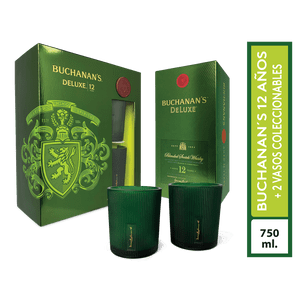 BUCHANAN'S
DELUXE 12
BUCHANAN'S
DELUXE
Blended Scotch Whisky
12
BUCHANAN'S 12 AÑOS
+ 2 VASOS COLECCIONABLES
750
ml.